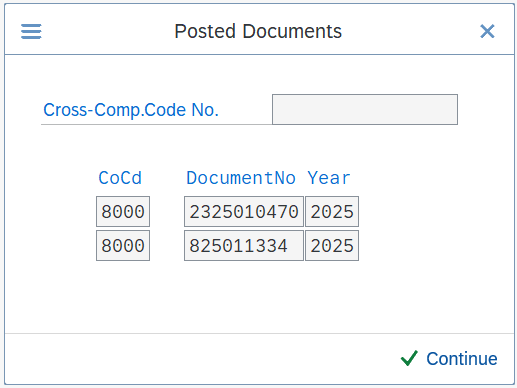 Posted Documents
Cross-Comp.Code No.
CoCd DocumentNo Year
8000 2325010470 2025
8000 825011334 2025
Continue